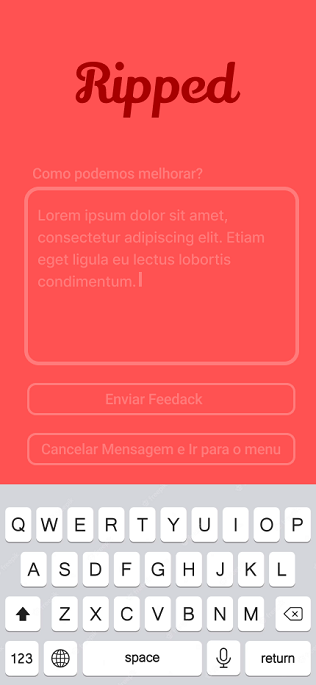 Ripped
Como podemos melhorar?
Lorem ipsum dolor sit amet,
consectetur adipiscing elit. Etiam
eget ligula eu lectus lobortis
condimentum.
Enviar Feedack
Cancelar Mensagem e Ir para o menu
Q W E R T Y U I O P
A S D F G H J K L
Z X C V B N M
123 space return